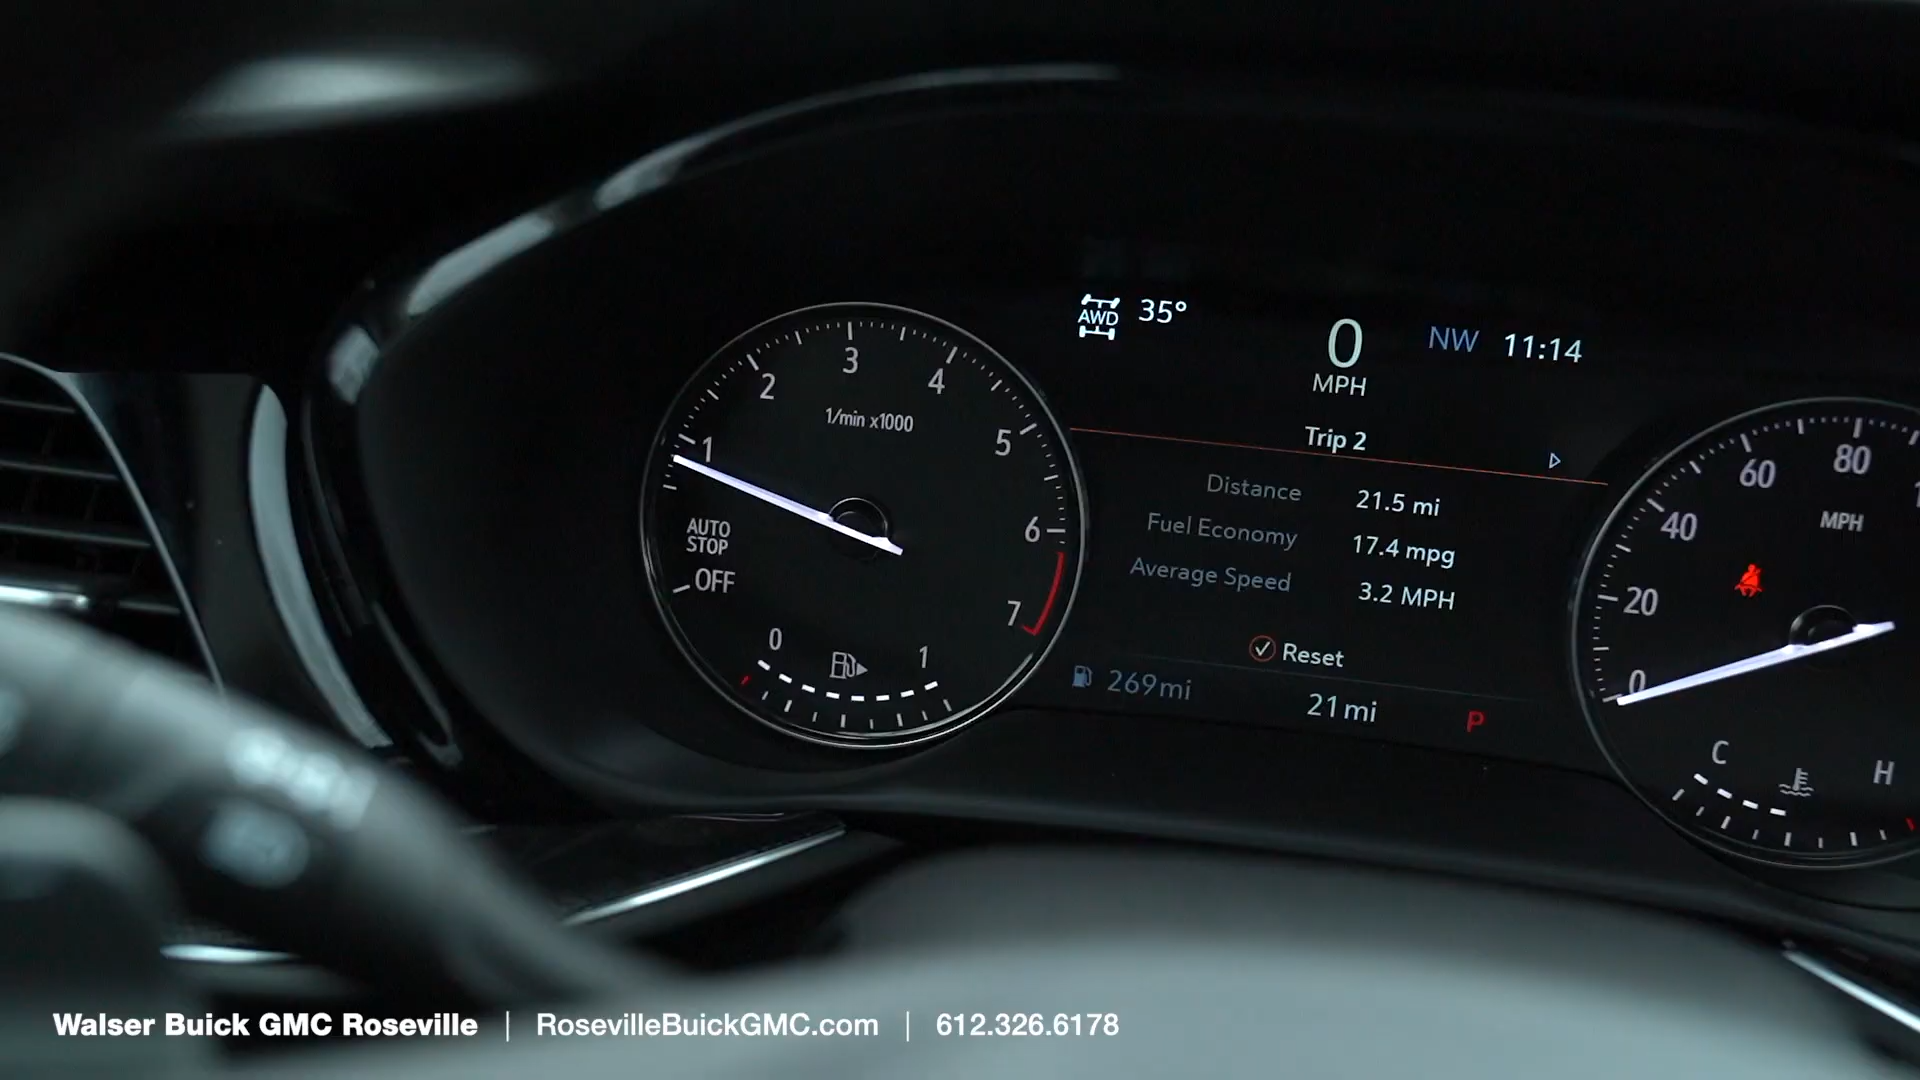 1
2
3
4
5
6
7
1/min x1000
AUTO
STOP
OFF
0
1
AWD
35°
0
MPH
NW
11:14
Trip 2
Distance 21.5 mi
Fuel Economy 17.4 mpg
Average Speed 3.2 MPH
Reset
269mi
21mi
P
0
20
40
60
80
MPH
C
H
Walser Buick GMC Roseville | RosevilleBuickGMC.com | 612.326.6178